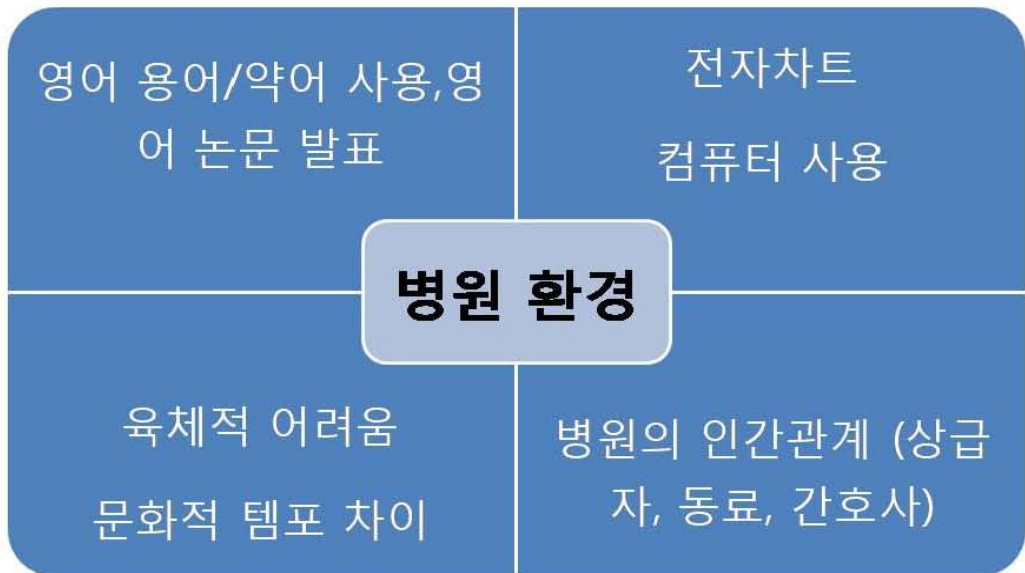 영어 용어/약어 사용,영
어 논문 발표
전자차트
컴퓨터 사용
병원 환경
육체적 어려움
문화적 템포 차이
병원의 인간관계 (상급
자, 동료, 간호사)